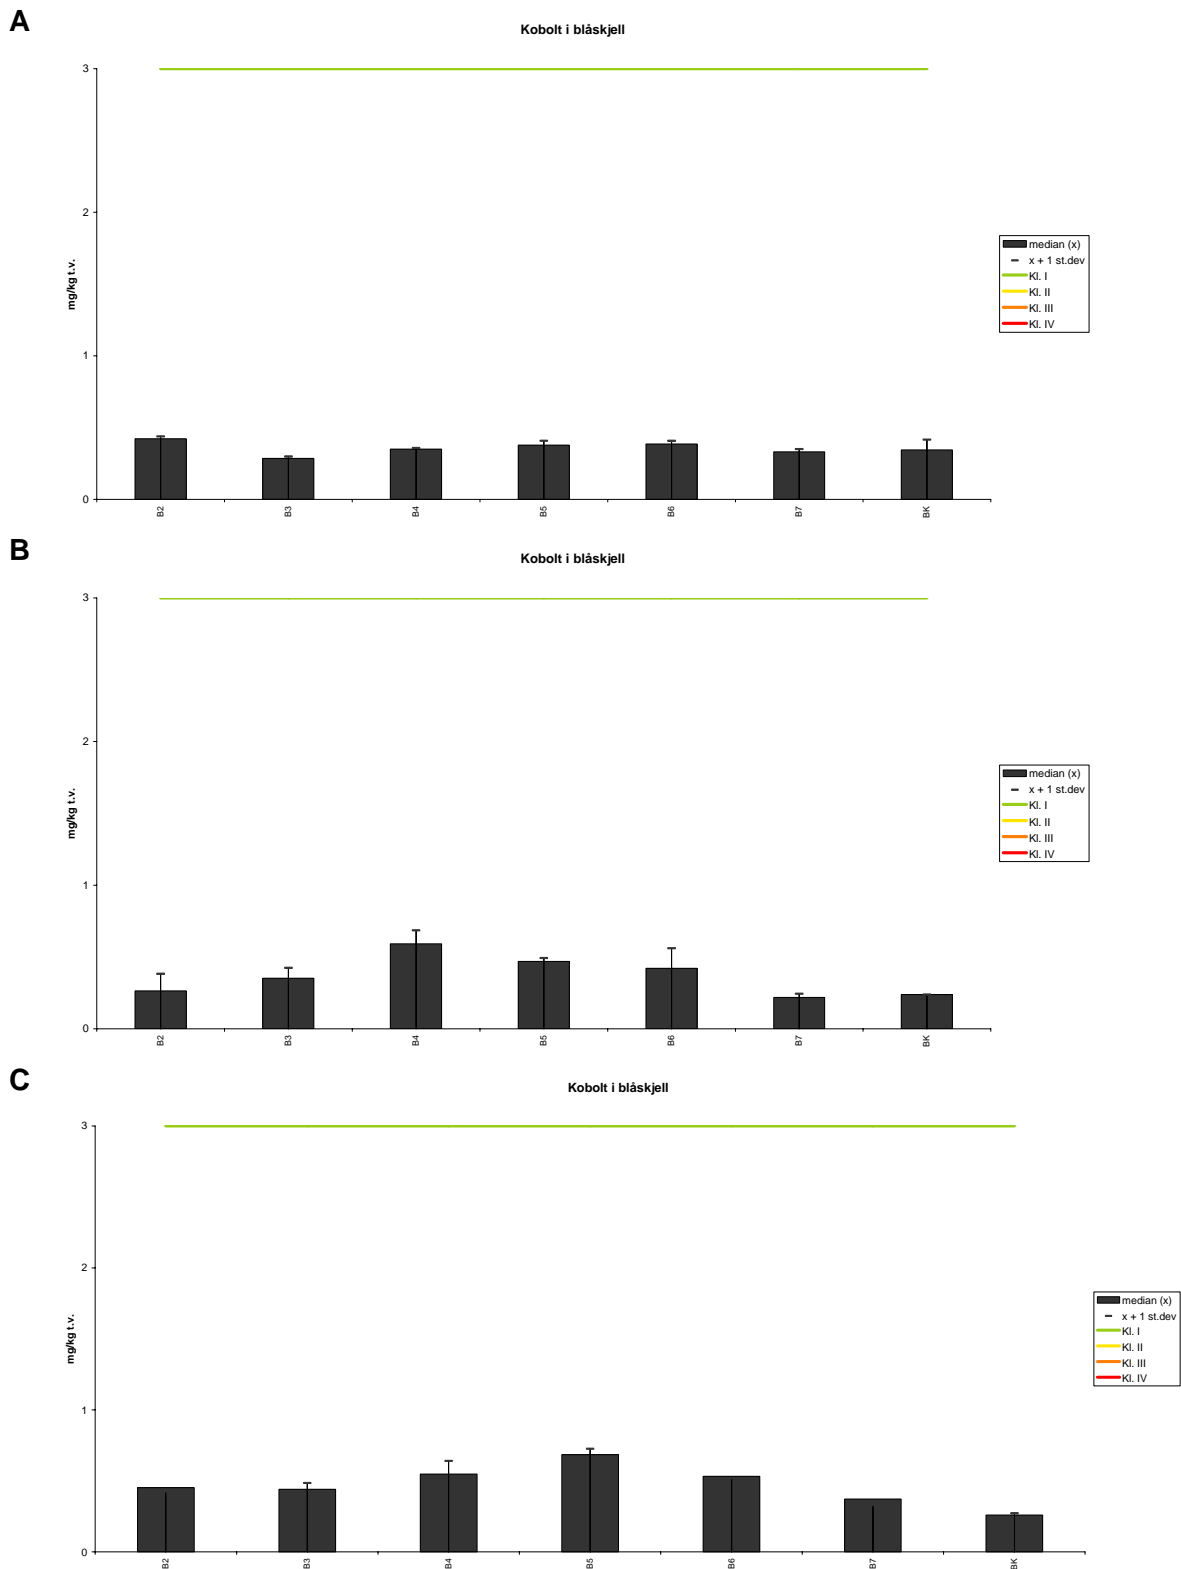 A
Kobolt i blåskjell
3
2
1
0
mg/kg t.v.
B2 B3 B4 B5 B6 B7 BK
median (x)
x + 1 st.dev
Kl. I
Kl. II
Kl. III
Kl. IV
B
Kobolt i blåskjell
3
2
1
0
mg/kg t.v.
B2 B3 B4 B5 B6 B7 BK
median (x)
x + 1 st.dev
Kl. I
Kl. II
Kl. III
Kl. IV
C
Kobolt i blåskjell
3
2
1
0
mg/kg t.v.
B2 B3 B4 B5 B6 B7 BK
median (x)
x + 1 st.dev
Kl. I
Kl. II
Kl. III
Kl. IV